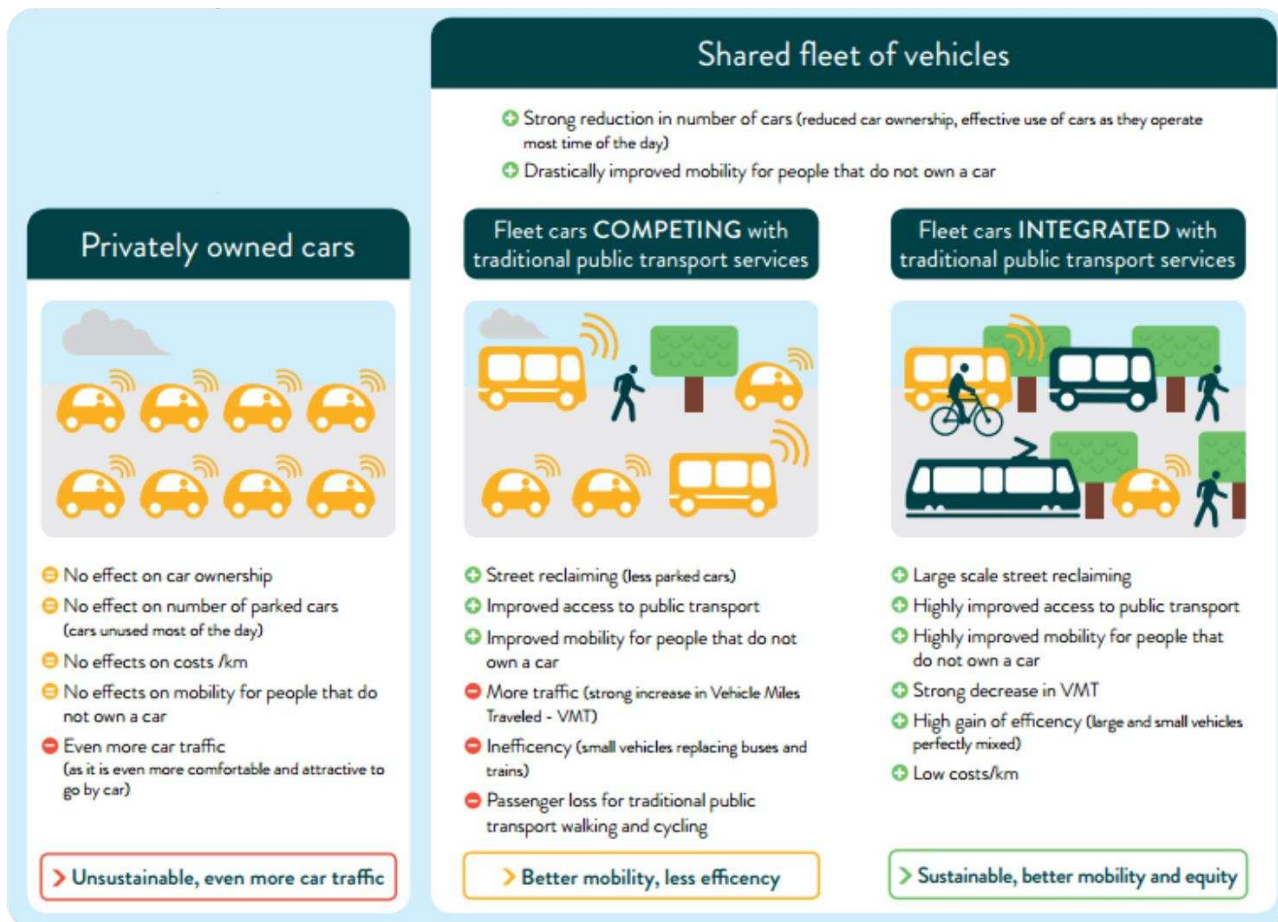 Shared fleet of vehicles
Strong reduction in number of cars (reduced car ownership, effective use of cars as they operate
most time of the day)
Drastically improved mobility for people that do not own a car
Privately owned cars
No effect on car ownership
No effect on number of parked cars
(cars unused most of the day)
No effects on costs /km
No effects on mobility for people that do
not own a car
Even more car traffic
(as it is even more comfortable and attractive to
go by car)
Unsustainable, even more car traffic
Fleet cars COMPETING with
traditional public transport services
Street reclaiming (less parked cars)
Improved access to public transport
Improved mobility for people that do not
own a car
More traffic (strong increase in Vehicle Miles
Traveled - VMT)
Inefficency (small vehicles replacing buses and
trains)
Passenger loss for traditional public
transport walking and cycling
Better mobility, less efficency
Fleet cars INTEGRATED with
traditional public transport services
Large scale street reclaiming
Highly improved access to public transport
Highly improved mobility for people that
do not own a car
Strong decrease in VMT
High gain of efficency (large and small vehicles
perfectly mixed)
Low costs/km
Sustainable, better mobility and equity